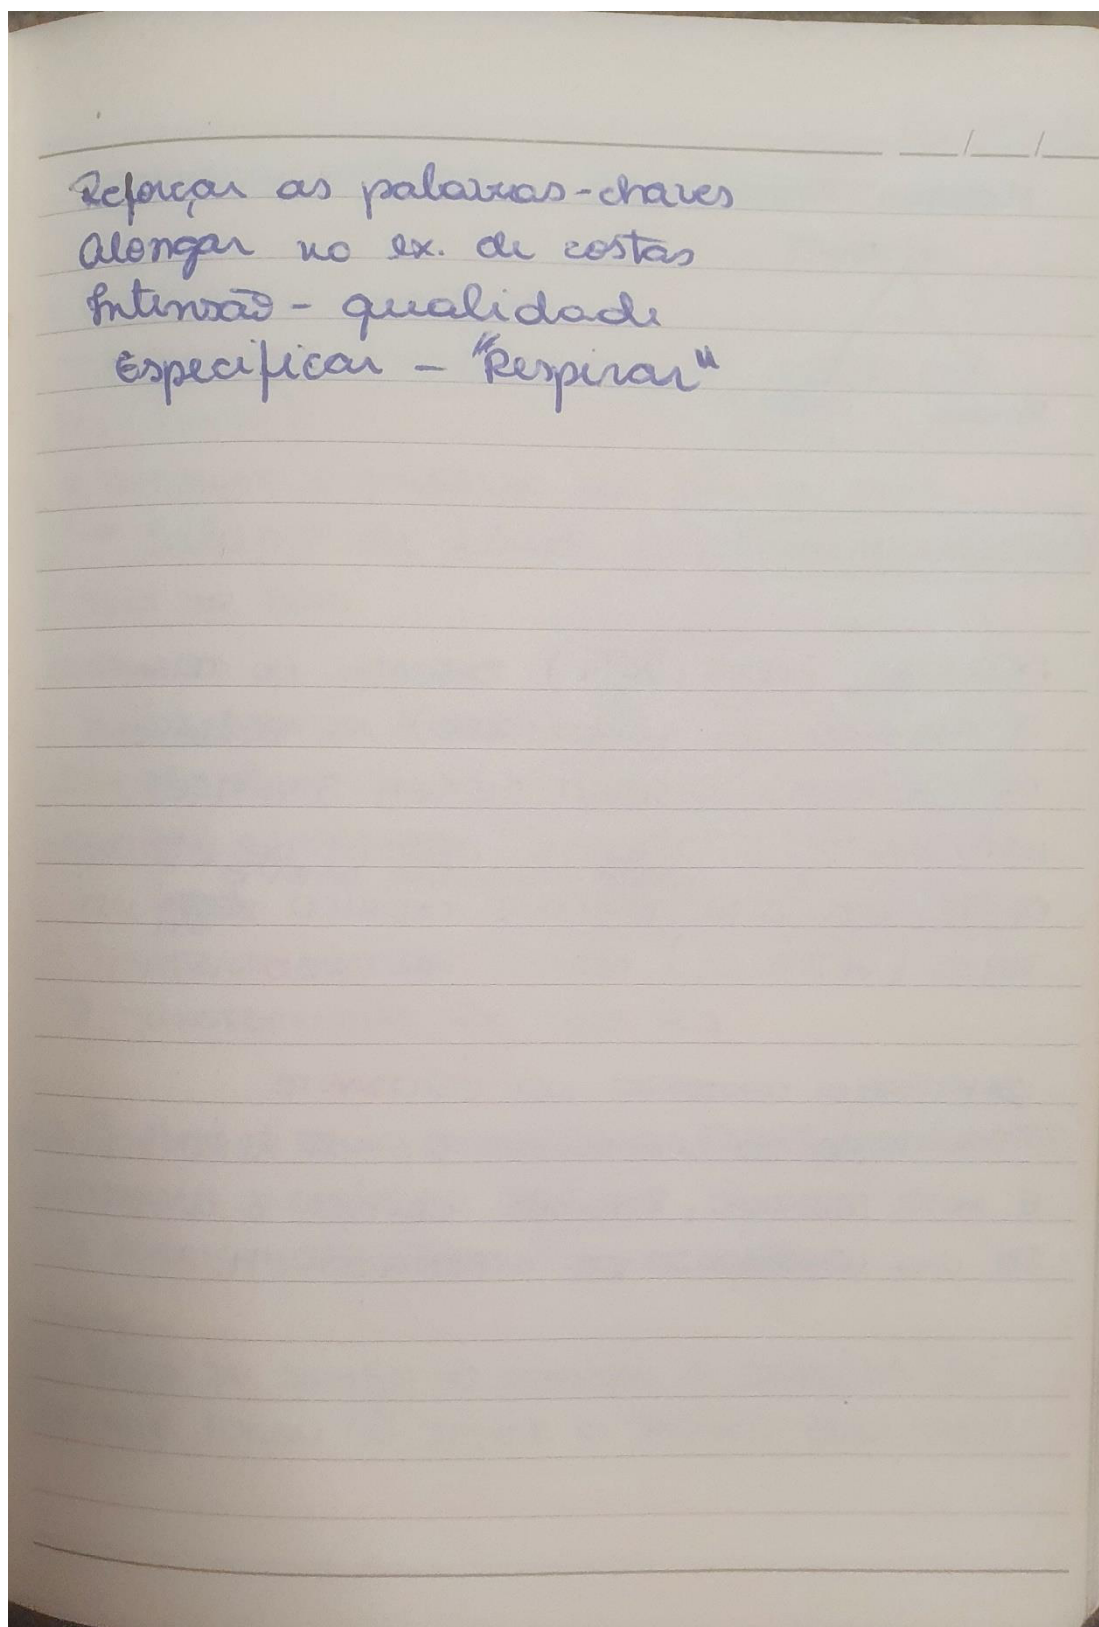 Reforçar as palavras-chaves
Alongar no ex. de costas
Intensão - qualidade
Especificar - "Respirar"